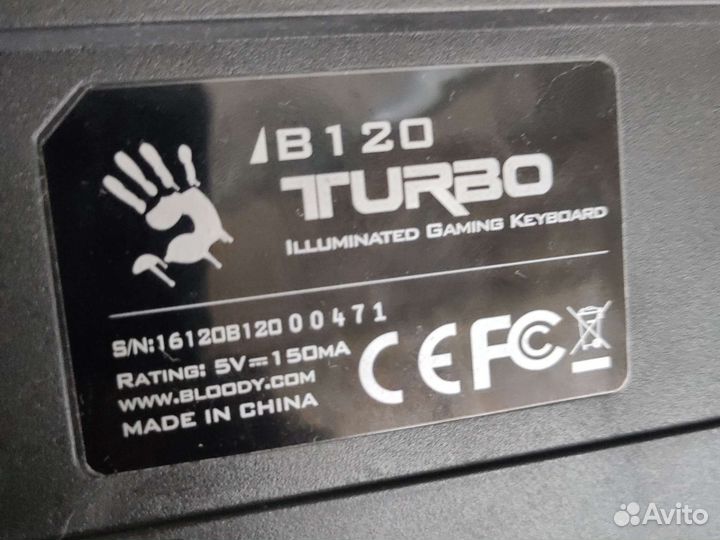 B120
TURBO
ILLUMINATED GAMING KEYBOARD
S/N:16120B120 00471
RATING: 5V⎓150MA
WWW.BLOODY.COM
MADE IN CHINA
CE FC
Avito